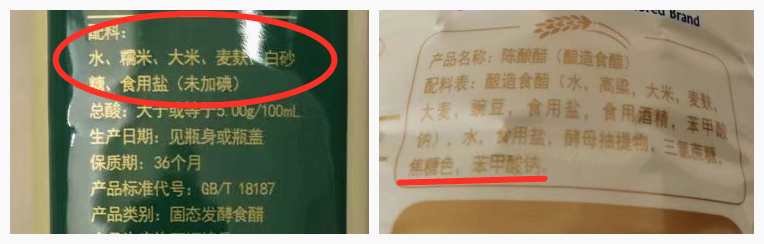 配料:
水、糯米、大米、麦麸、白砂
糖、食用盐（未加碘）
总酸: 大于或等于5.00g/100mL
生产日期: 见瓶身或瓶盖
保质期: 36个月
产品标准代号: GB/T 18187
产品类别: 固态发酵食醋
Brand
产品名称: 陈酿醋（酿造食醋）
配料表: 酿造食醋（水, 高粱, 大米, 麦麸,
大麦, 豌豆, 食用盐, 食用酒精, 苯甲酸
钠）, 水, 食用盐, 酵母抽提物, 三氯蔗糖,
焦糖色, 苯甲酸钠